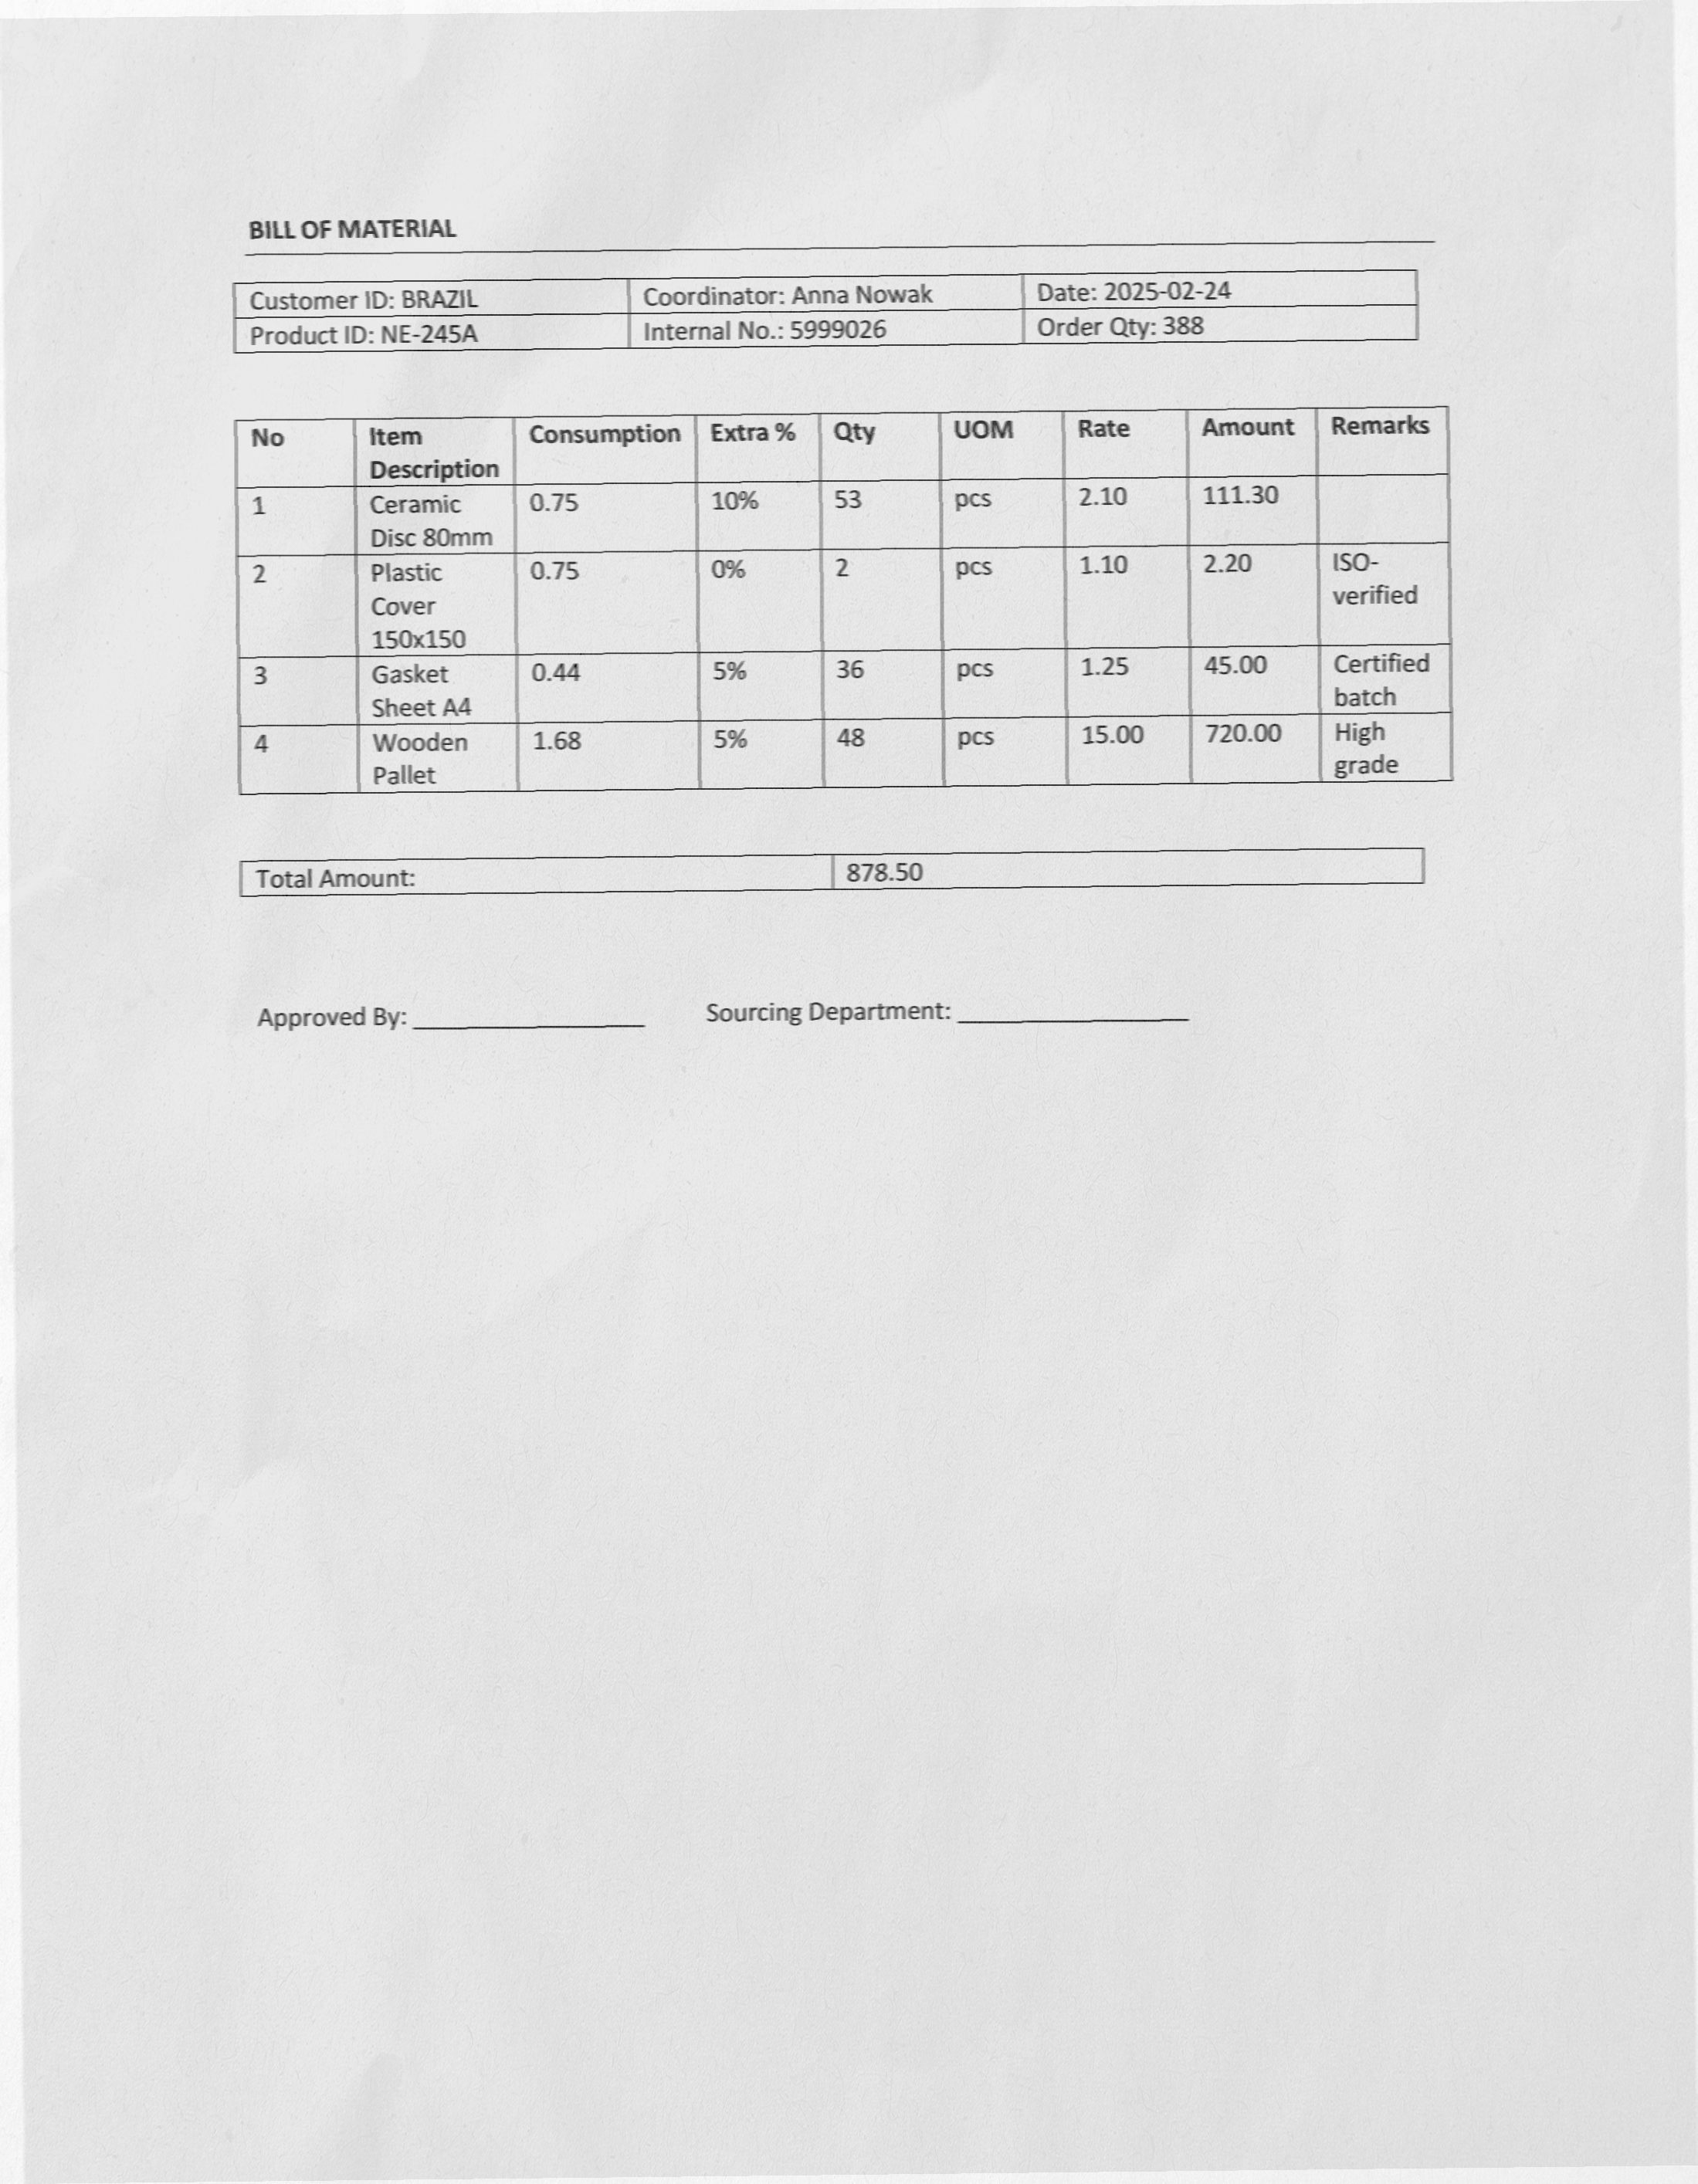 BILL OF MATERIAL
Customer ID: BRAZIL Coordinator: Anna Nowak Date: 2025-02-24
Product ID: NE-245A Internal No.: 5999026 Order Qty: 388
No Item Description Consumption Extra % Qty UOM Rate Amount Remarks
1 Ceramic Disc 80mm 0.75 10% 53 pcs 2.10 111.30
2 Plastic Cover 150x150 0.75 0% 2 pcs 1.10 2.20 ISO-verified
3 Gasket Sheet A4 0.44 5% 36 pcs 1.25 45.00 Certified batch
4 Wooden Pallet 1.68 5% 48 pcs 15.00 720.00 High grade
Total Amount: 878.50
Approved By: _________________ Sourcing Department: _________________